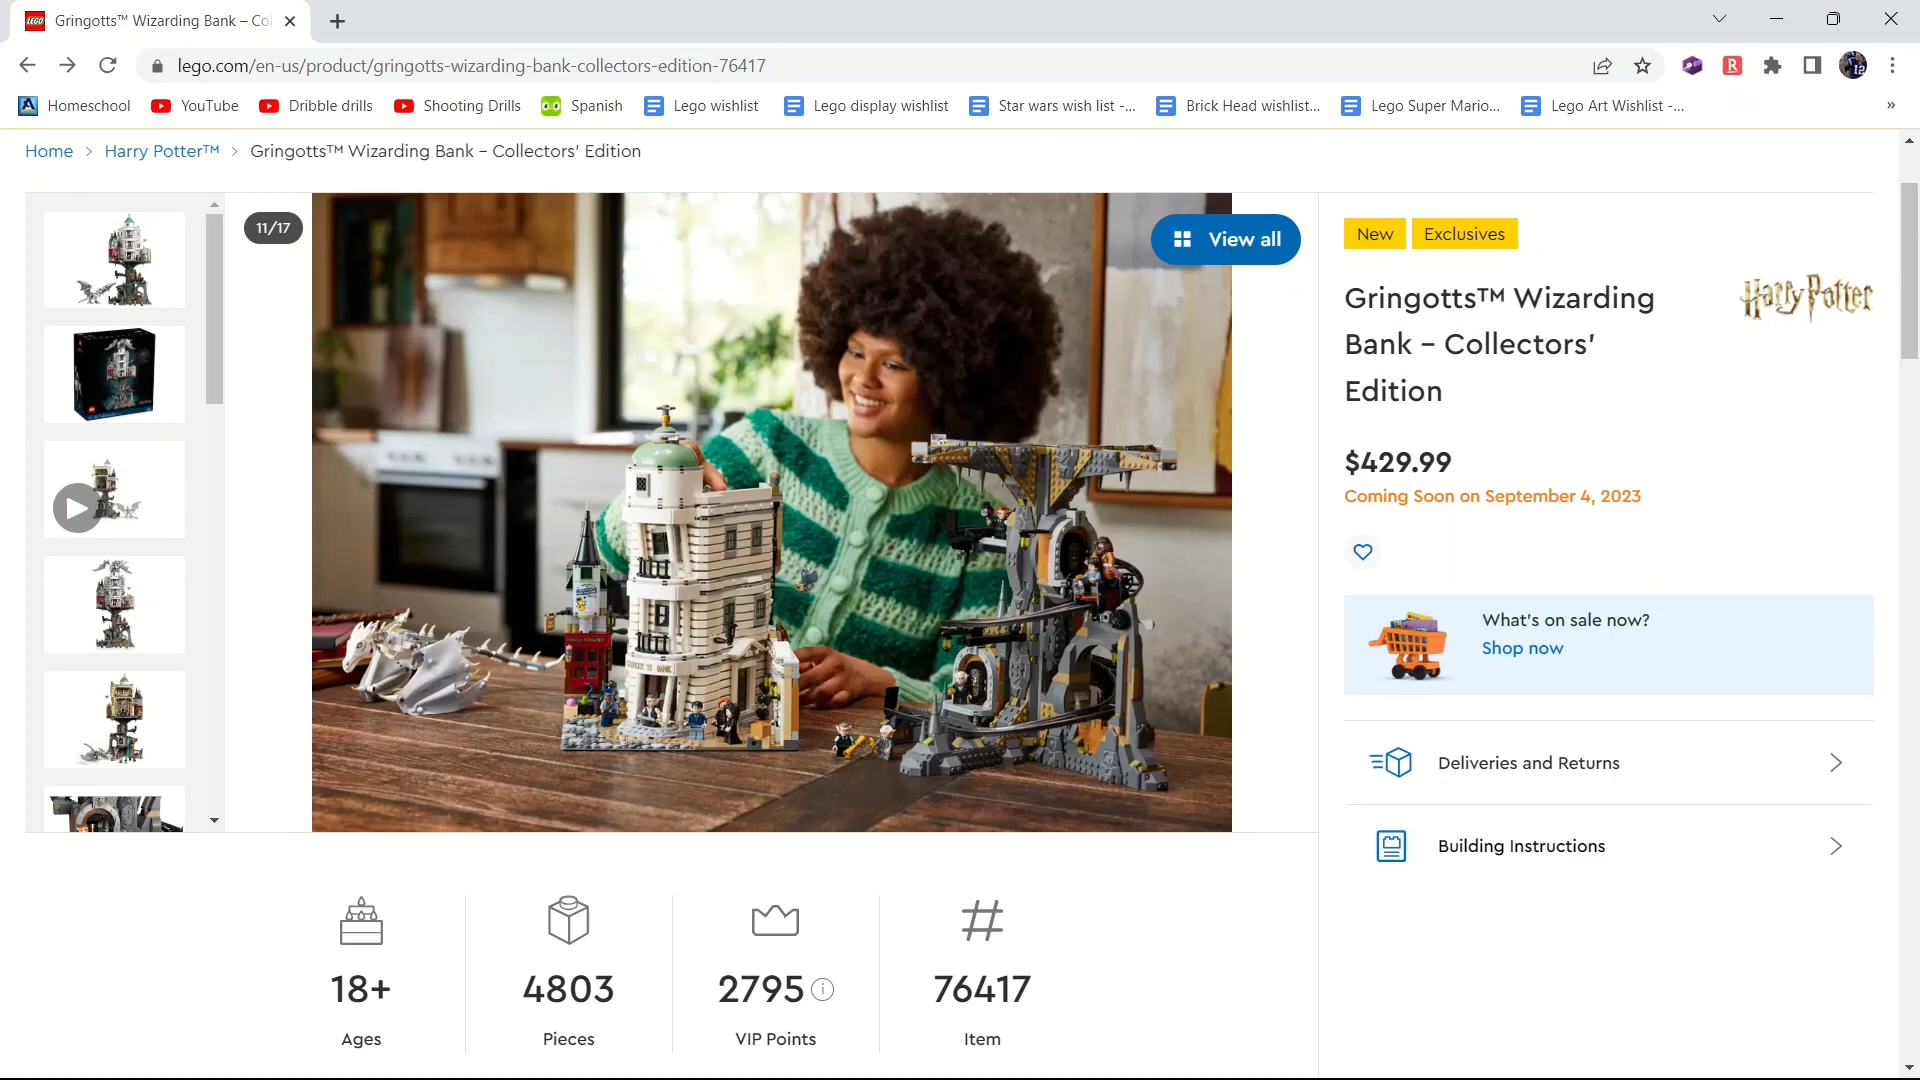 Gringotts™ Wizarding Bank – Co
lego.com/en-us/product/gringotts-wizarding-bank-collectors-edition-76417
Homeschool
YouTube
Dribble drills
Shooting Drills
Spanish
Lego wishlist
Lego display wishlist
Star wars wish list -...
Brick Head wishlist...
Lego Super Mario...
Lego Art Wishlist -...
Home > Harry Potter™ > Gringotts™ Wizarding Bank – Collectors' Edition
11/17
View all
New
Exclusives
Gringotts™ Wizarding
Bank – Collectors'
Edition
Harry Potter
$429.99
Coming Soon on September 4, 2023
What's on sale now?
Shop now
Deliveries and Returns
Building Instructions
18+
Ages
4803
Pieces
2795
VIP Points
76417
Item